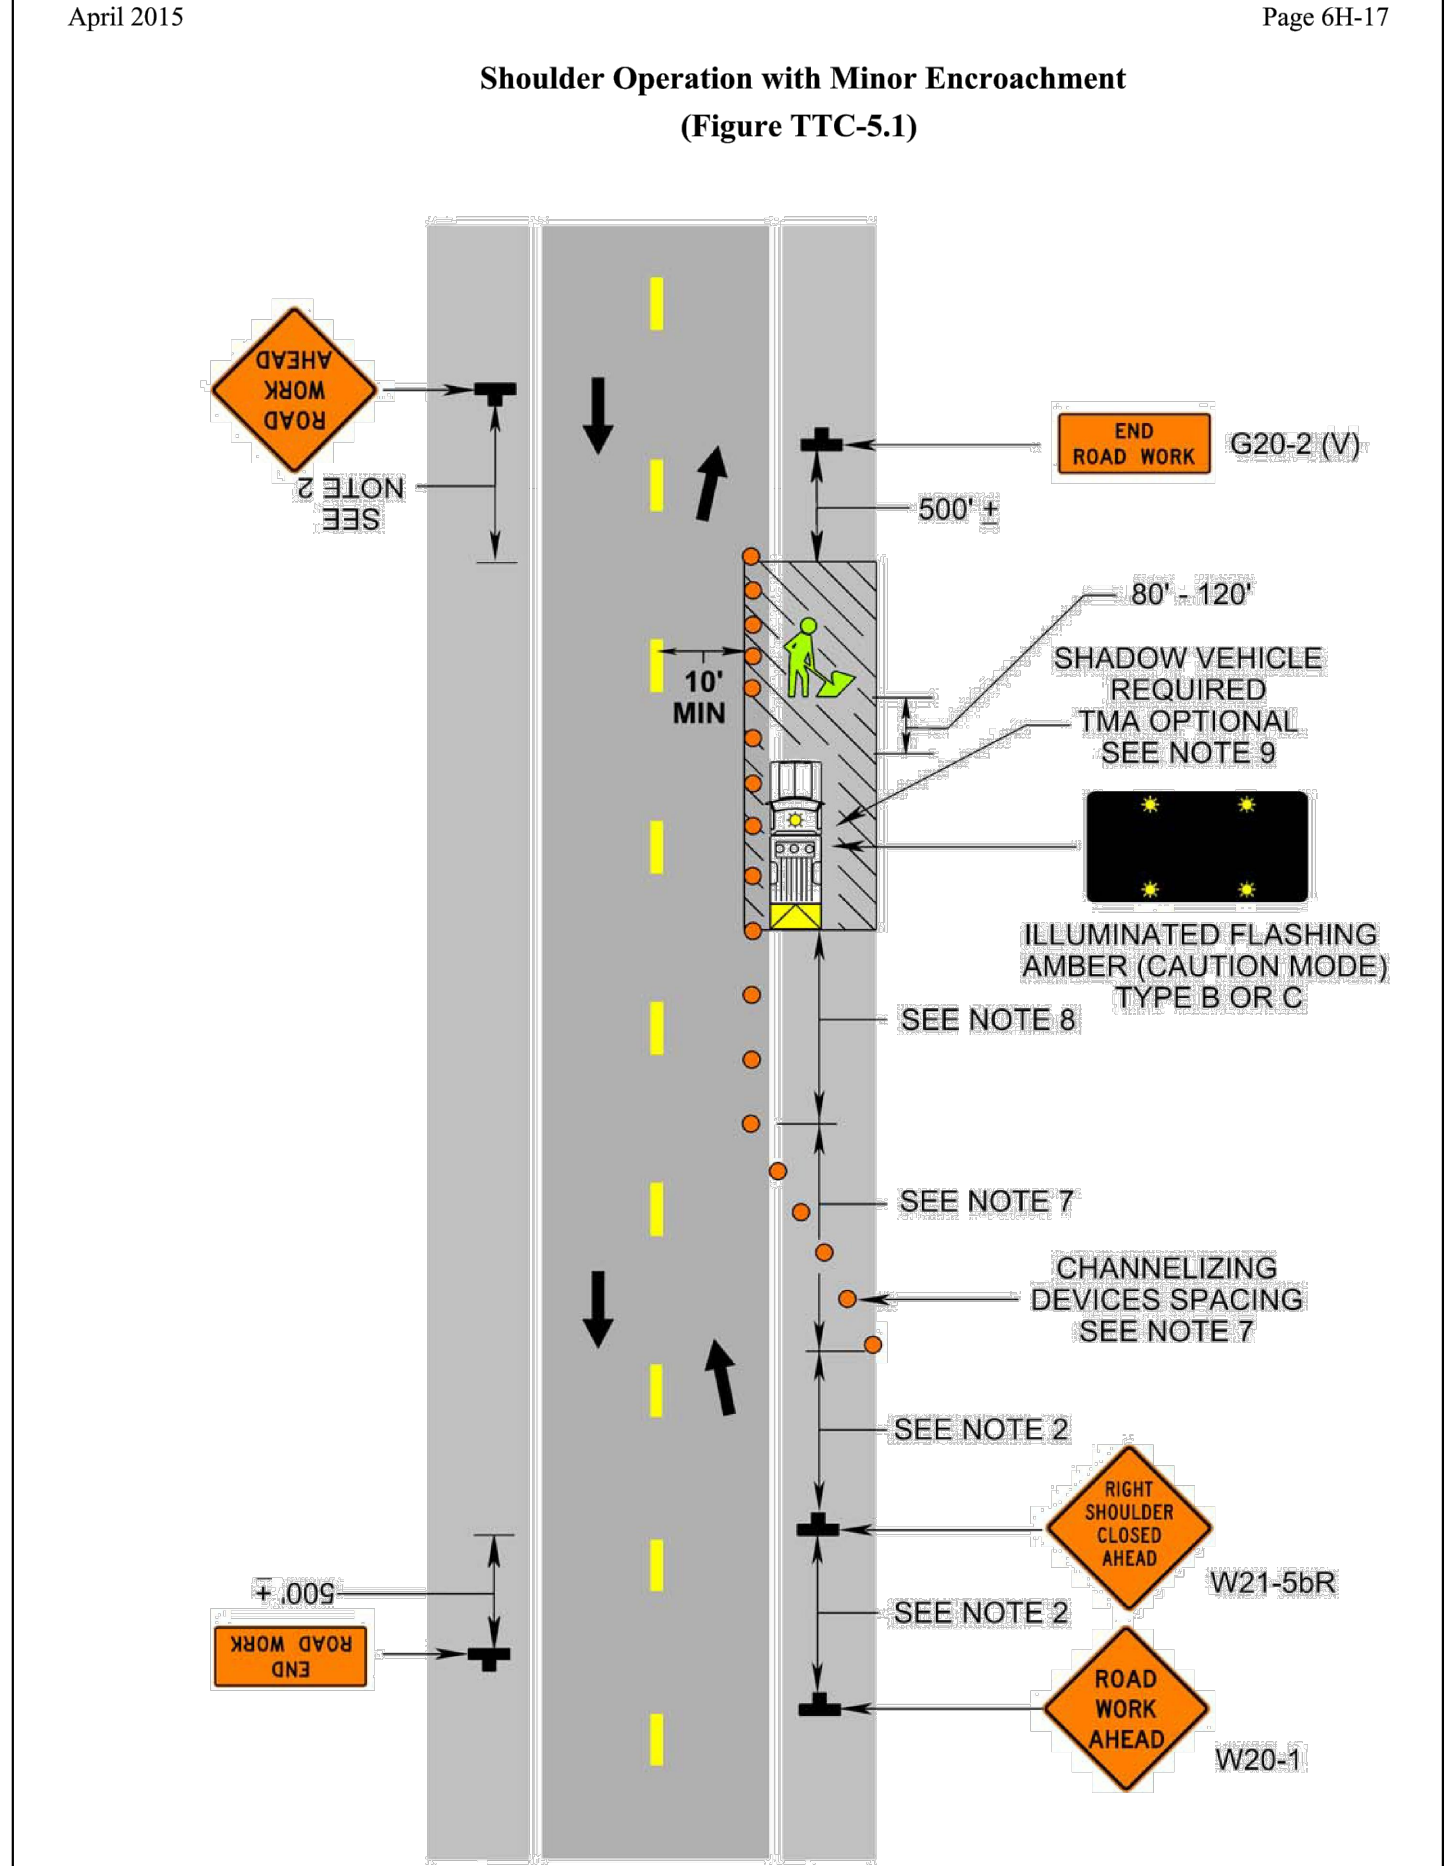 April 2015
Page 6H-17
Shoulder Operation with Minor Encroachment
(Figure TTC-5.1)
ROAD
WORK
AHEAD
SEE
NOTE 2
END
ROAD WORK
G20-2 (V)
500' ±
80' - 120'
SHADOW VEHICLE
REQUIRED
TMA OPTIONAL
SEE NOTE 9
10'
MIN
ILLUMINATED FLASHING
AMBER (CAUTION MODE)
TYPE B OR C
SEE NOTE 8
SEE NOTE 7
CHANNELIZING
DEVICES SPACING
SEE NOTE 7
SEE NOTE 2
RIGHT
SHOULDER
CLOSED
AHEAD
W21-5bR
500' ±
END
ROAD WORK
SEE NOTE 2
ROAD
WORK
AHEAD
W20-1